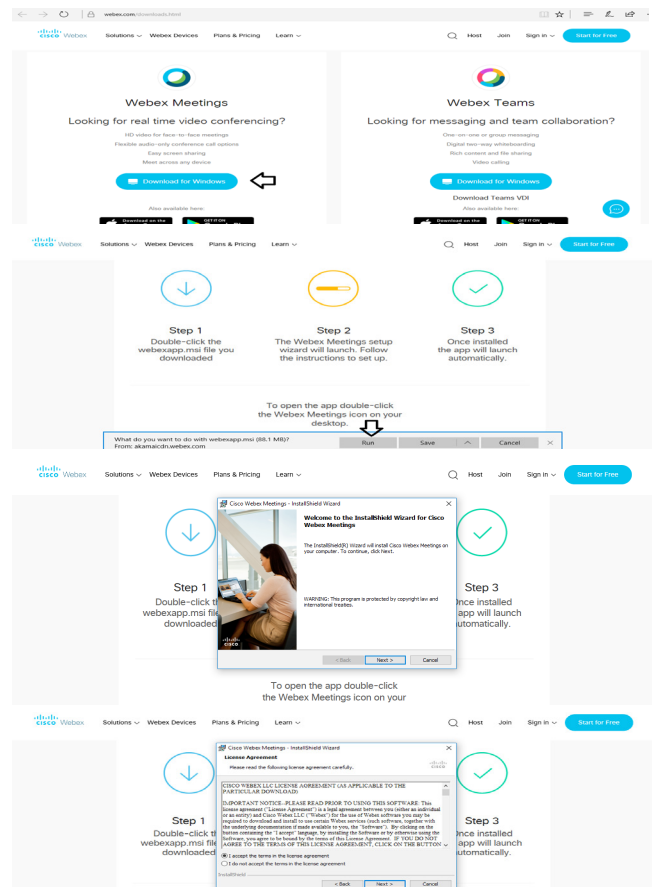 webex.com/downloads.html
cisco Webex Solutions Webex Devices Plans & Pricing Learn Host Join Sign in Start for Free
Webex Meetings
Looking for real time video conferencing?
HD video for face-to-face meetings
Flexible audio-only conference call options
Easy screen sharing
Meet across any device
Download for Windows
Also available here:
Download on the GET IT ON
Webex Teams
Looking for messaging and team collaboration?
One-on-one or group messaging
Digital two-way whiteboarding
Rich content and file sharing
Video calling
Download for Windows
Download Teams VDI
Also available here:
Download on the GET IT ON
cisco Webex Solutions Webex Devices Plans & Pricing Learn Host Join Sign in Start for Free
Step 1
Double-click the
webexapp.msi file you
downloaded
Step 2
The Webex Meetings setup
wizard will launch. Follow
the instructions to set up.
Step 3
Once installed
the app will launch
automatically.
To open the app double-click
the Webex Meetings icon on your
desktop.
What do you want to do with webexapp.msi (88.1 MB)?
From: akamaicdn.webex.com
Run Save Cancel
cisco Webex Solutions Webex Devices Plans & Pricing Learn Host Join Sign in Start for Free
Cisco Webex Meetings - InstallShield Wizard
Welcome to the InstallShield Wizard for Cisco
Webex Meetings
The InstallShield(R) Wizard will install Cisco Webex Meetings on
your computer. To continue, click Next.
WARNING: This program is protected by copyright law and
international treaties.
cisco
< Back Next > Cancel
Step 1
Double-click t
webexapp.msi file
downloaded
Step 3
Once installed
app will launch
automatically.
To open the app double-click
the Webex Meetings icon on your
cisco Webex Solutions Webex Devices Plans & Pricing Learn Host Join Sign in Start for Free
Cisco Webex Meetings - InstallShield Wizard
License Agreement
Please read the following license agreement carefully.
cisco
CISCO WEBEX LLC LICENSE AGREEMENT (AS APPLICABLE TO THE
PARTICULAR DOWNLOAD)
IMPORTANT NOTICE--PLEASE READ PRIOR TO USING THIS SOFTWARE: This
license agreement ("License Agreement") is a legal agreement between you (either an individual
or an entity) and Cisco Webex LLC ("Webex") for the use of Webex software you may be
required to download and install to use certain Webex services (such software, together with
the underlying documentation if made available to you, the "Software"). By clicking on the
button containing the "I accept" language, by installing the Software or by otherwise using the
Software, you agree to be bound by the terms of this License Agreement. IF YOU DO NOT
AGREE TO THE TERMS OF THIS LICENSE AGREEMENT, CLICK ON THE BUTTON
I accept the terms in the license agreement
I do not accept the terms in the license agreement
InstallShield
< Back Next > Cancel
Step 1
Double-click t
webexapp.msi file
downloaded
Step 3
Once installed
app will launch
automatically.